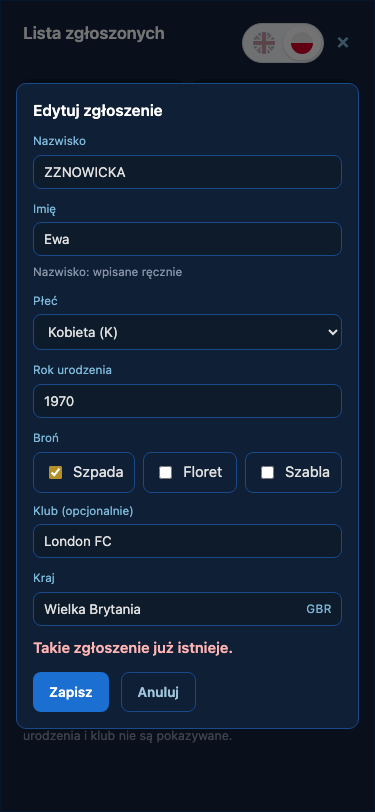 Lista zgłoszonych
×
Edytuj zgłoszenie
Nazwisko
ZZNOWICKA
Imię
Ewa
Nazwisko: wpisane ręcznie
Płeć
Kobieta (K)
Rok urodzenia
1970
Broń
Szpada Floret Szabla
Klub (opcjonalnie)
London FC
Kraj
Wielka Brytania GBR
Takie zgłoszenie już istnieje.
Zapisz Anuluj
urodzenia i klub nie są pokazywane.